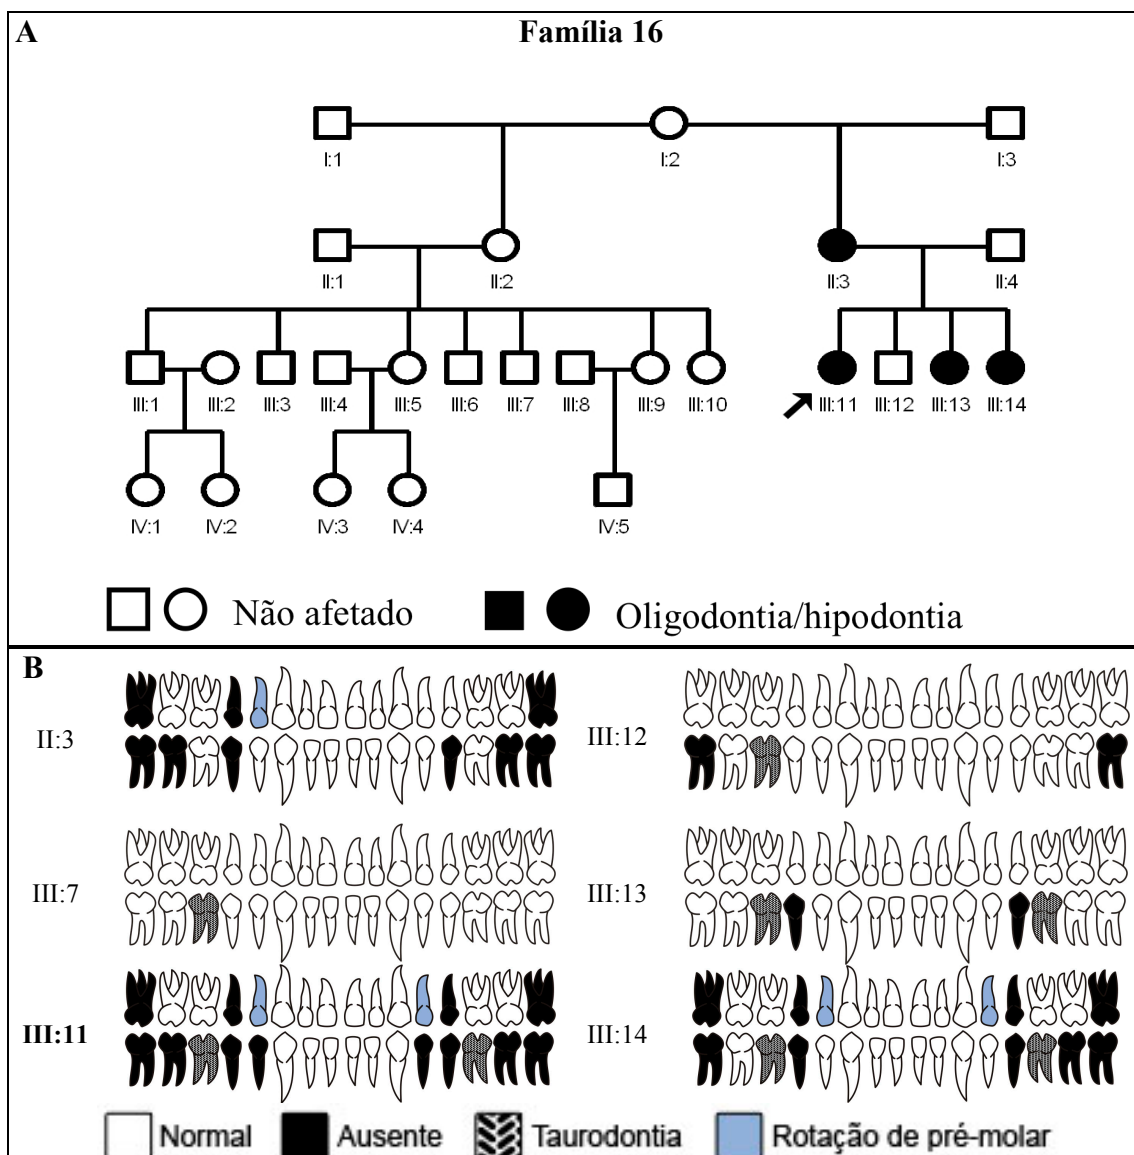 A
Família 16
I:1 I:2 I:3
II:1 II:2 II:3 II:4
III:1 III:2 III:3 III:4 III:5 III:6 III:7 III:8 III:9 III:10 III:11 III:12 III:13 III:14
IV:1 IV:2 IV:3 IV:4 IV:5
Não afetado Oligodontia/hipodontia
B
II:3 III:12
III:7 III:13
III:11 III:14
Normal Ausente Taurodontia Rotação de pré-molar